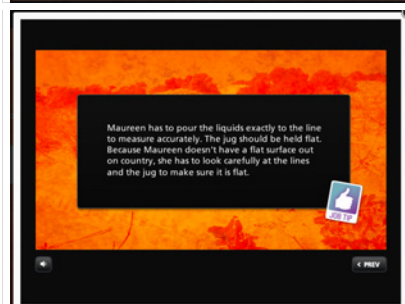 Maureen has to pour the liquids exactly to the line
to measure accurately. The jug should be held flat.
Because Maureen doesn't have a flat surface out
on country, she has to look carefully at the lines
and the jug to make sure it is flat.
JOB TIP
< PREV